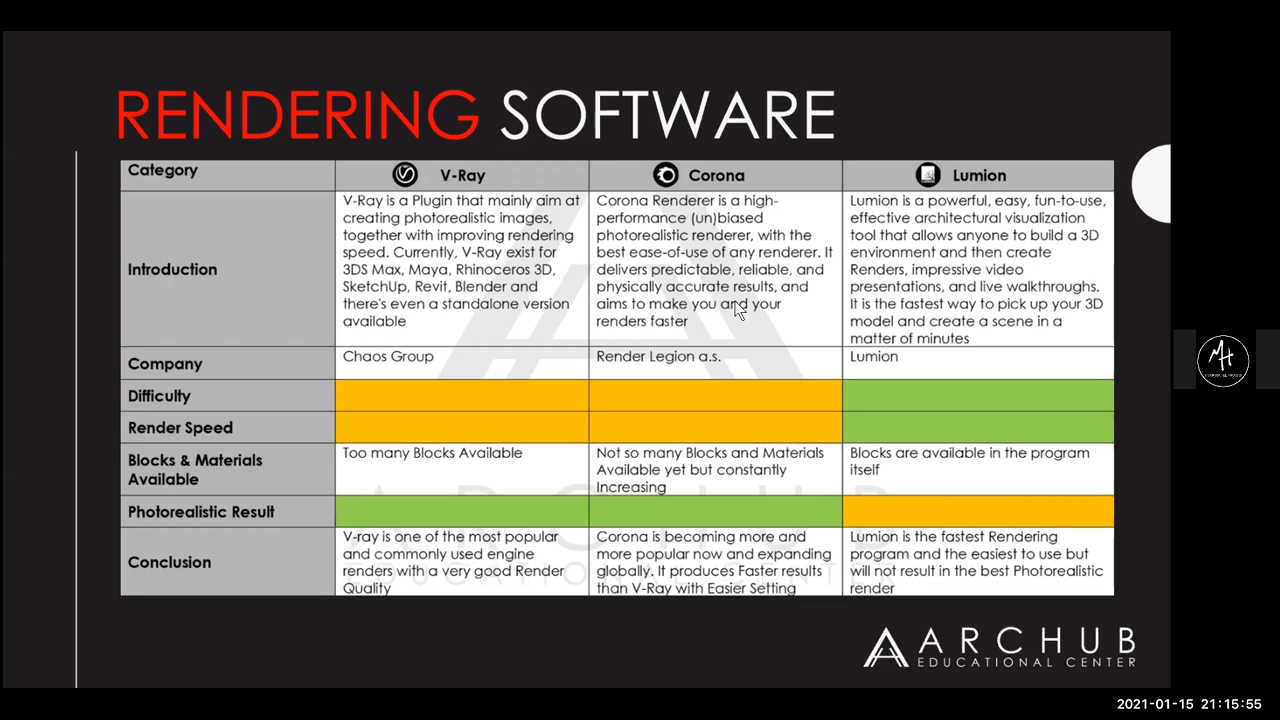 RENDERING SOFTWARE
Category
V-Ray
Corona
Lumion
Introduction
V-Ray is a Plugin that mainly aim at
creating photorealistic images,
together with improving rendering
speed. Currently, V-Ray exist for
3DS Max, Maya, Rhinoceros 3D,
SketchUp, Revit, Blender and
there's even a standalone version
available
Corona Renderer is a high-
performance (un)biased
photorealistic renderer, with the
best ease-of-use of any renderer. It
delivers predictable, reliable, and
physically accurate results, and
aims to make you and your
renders faster
Lumion is a powerful, easy, fun-to-use,
effective architectural visualization
tool that allows anyone to build a 3D
environment and then create
Renders, impressive video
presentations, and live walkthroughs.
It is the fastest way to pick up your 3D
model and create a scene in a
matter of minutes
Company
Chaos Group
Render Legion a.s.
Lumion
Difficulty
Render Speed
Blocks & Materials
Available
Too many Blocks Available
Not so many Blocks and Materials
Available yet but constantly
Increasing
Blocks are available in the program
itself
Photorealistic Result
Conclusion
V-ray is one of the most popular
and commonly used engine
renders with a very good Render
Quality
Corona is becoming more and
more popular now and expanding
globally. It produces Faster results
than V-Ray with Easier Setting
Lumion is the fastest Rendering
program and the easiest to use but
will not result in the best Photorealistic
render
ARCHUB
EDUCATIONAL CENTER
ARCHUB
EDUCATIONAL CENTER
MH
2021-01-15 21:15:55